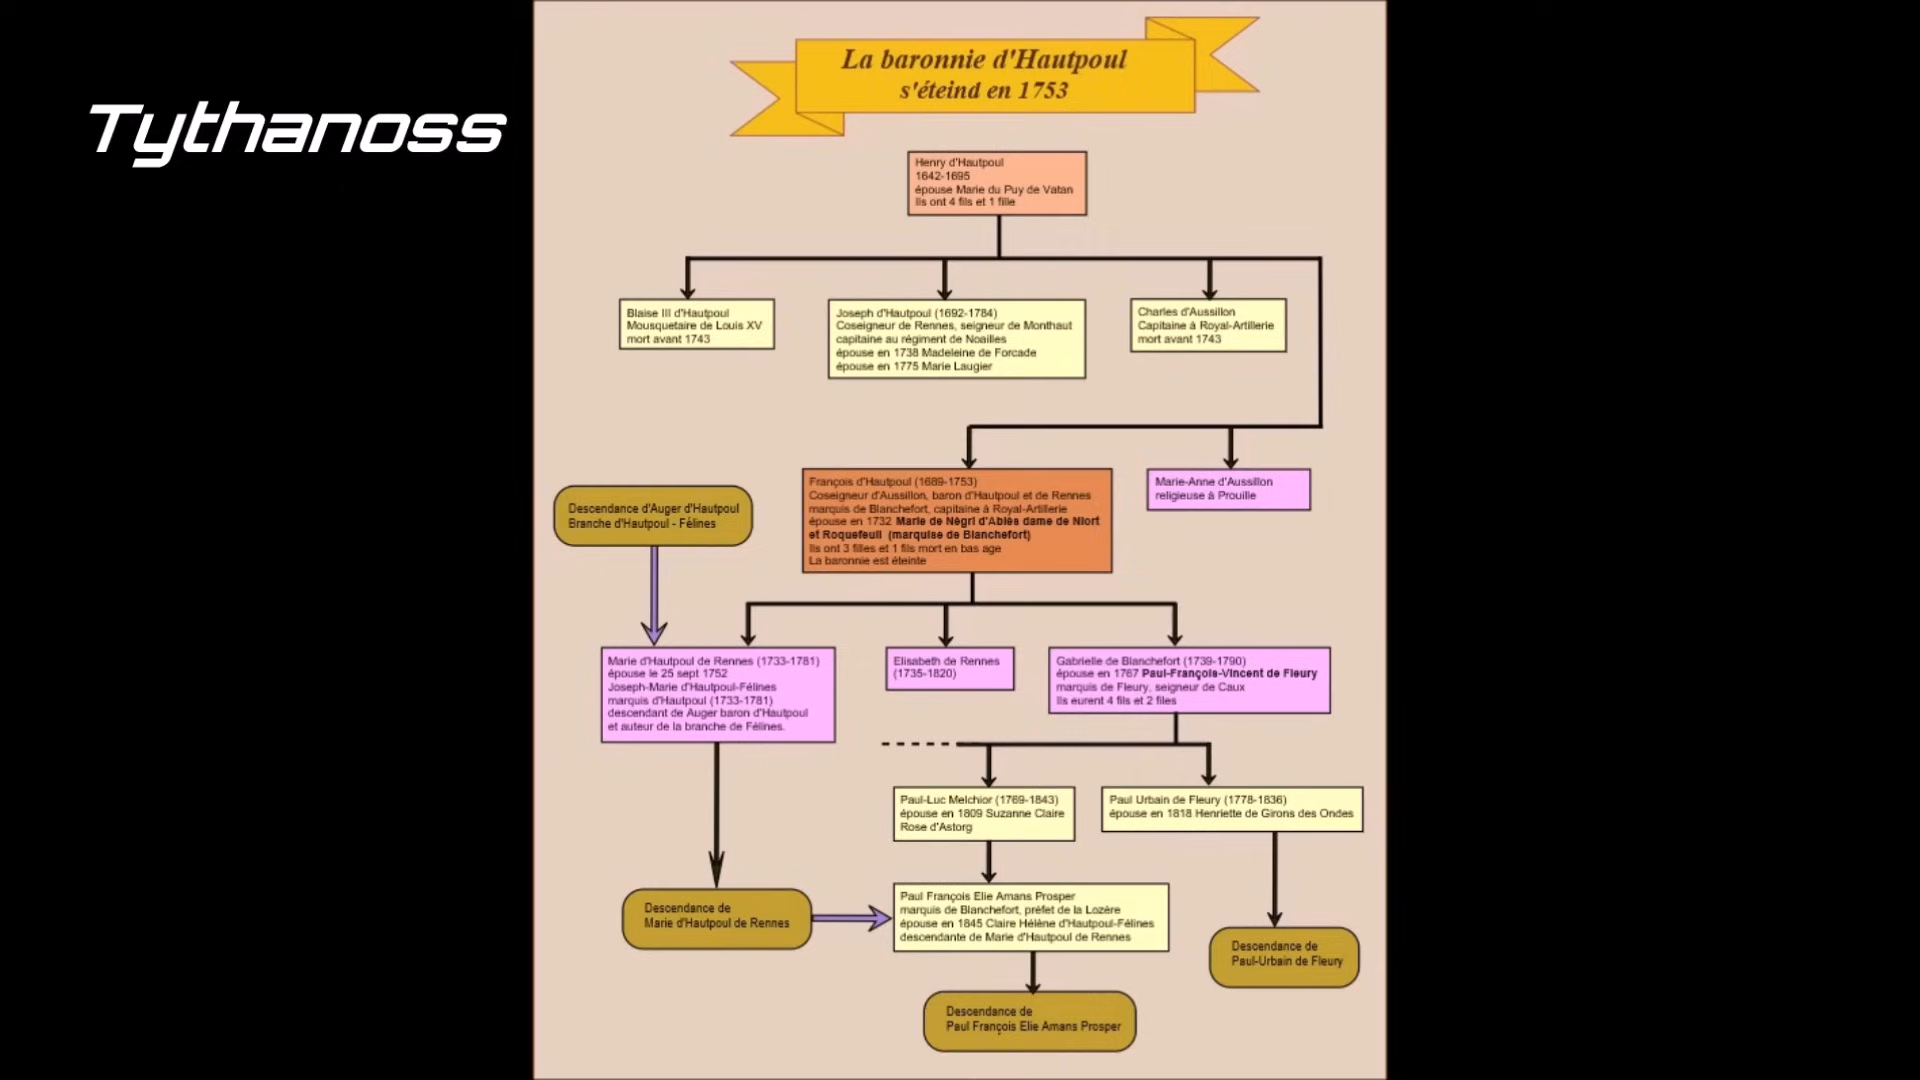 Tythanoss
La baronnie d'Hautpoul
s'éteind en 1753
Henry d'Hautpoul
1642-1695
épouse Marie du Puy de Vatan
Ils ont 4 fils et 1 fille
Blaise III d'Hautpoul
Mousquetaire de Louis XV
mort avant 1743
Joseph d'Hautpoul (1692-1784)
Coseigneur de Rennes, seigneur de Monthaut
capitaine au régiment de Noailles
épouse en 1738 Madeleine de Forcade
épouse en 1775 Marie Laugier
Charles d'Aussillon
Capitaine à Royal-Artillerie
mort avant 1743
François d'Hautpoul (1689-1753)
Coseigneur d'Aussillon, baron d'Hautpoul et de Rennes
marquis de Blanchefort, capitaine à Royal-Artillerie
épouse en 1732 Marie de Nègri d'Ablès dame de Niort
et Roquefeuil (marquise de Blanchefort)
Ils ont 3 filles et 1 fils mort en bas age
La baronnie est éteinte
Marie-Anne d'Aussillon
religieuse à Prouille
Descendance d'Auger d'Hautpoul
Branche d'Hautpoul - Félines
Marie d'Hautpoul de Rennes (1733-1781)
épouse le 25 sept 1752
Joseph-Marie d'Hautpoul-Félines
marquis d'Hautpoul (1733-1781)
descendant de Auger baron d'Hautpoul
et auteur de la branche de Félines.
Elisabeth de Rennes
(1735-1820)
Gabrielle de Blanchefort (1739-1790)
épouse en 1767 Paul-François-Vincent de Fleury
marquis de Fleury, seigneur de Caux
Ils eurent 4 fils et 2 files
Paul-Luc Melchior (1769-1843)
épouse en 1809 Suzanne Claire
Rose d'Astorg
Paul Urbain de Fleury (1778-1836)
épouse en 1818 Henriette de Girons des Ondes
Descendance de
Marie d'Hautpoul de Rennes
Paul François Elie Amans Prosper
marquis de Blanchefort, préfet de la Lozère
épouse en 1845 Claire Hélène d'Hautpoul-Félines
descendante de Marie d'Hautpoul de Rennes
Descendance de
Paul-Urbain de Fleury
Descendance de
Paul François Elie Amans Prosper